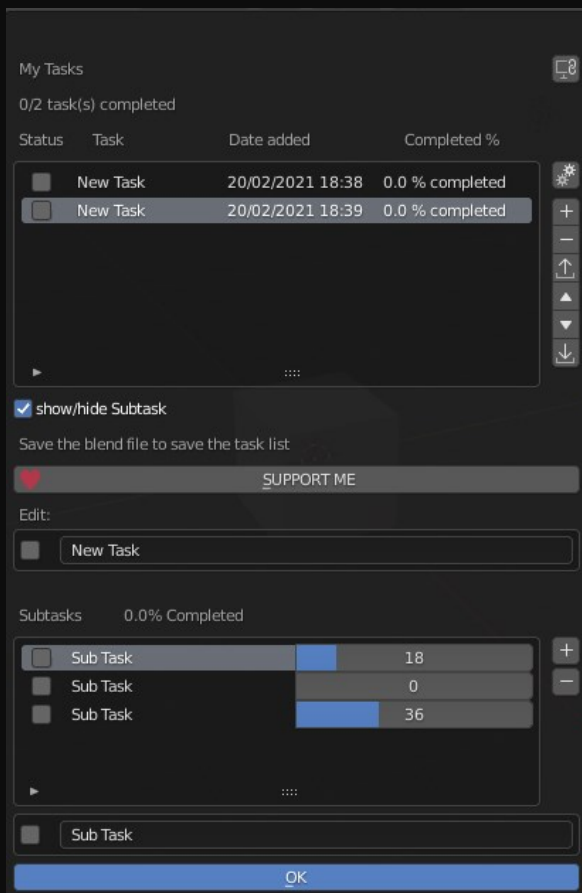 My Tasks
0/2 task(s) completed
Status Task Date added Completed %
New Task 20/02/2021 18:38 0.0 % completed
New Task 20/02/2021 18:39 0.0 % completed
show/hide Subtask
Save the blend file to save the task list
SUPPORT ME
Edit:
New Task
Subtasks 0.0% Completed
Sub Task 18
Sub Task 0
Sub Task 36
Sub Task
OK